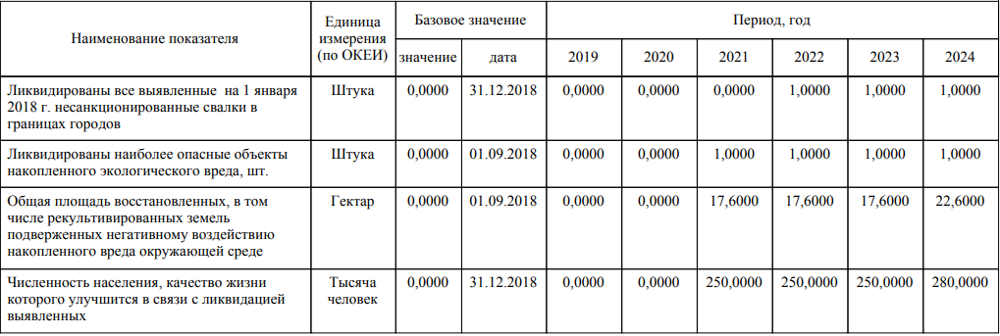 Наименование показателя
Единица
измерения
(по ОКЕИ)
Базовое значение
Период, год
значение
дата
2019
2020
2021
2022
2023
2024
Ликвидированы все выявленные на 1 января
2018 г. несанкционированные свалки в
границах городов
Штука
0,0000
31.12.2018
0,0000
0,0000
0,0000
1,0000
1,0000
1,0000
Ликвидированы наиболее опасные объекты
накопленного экологического вреда, шт.
Штука
0,0000
01.09.2018
0,0000
0,0000
1,0000
1,0000
1,0000
1,0000
Общая площадь восстановленных, в том
числе рекультивированных земель
подверженных негативному воздействию
накопленного вреда окружающей среде
Гектар
0,0000
01.09.2018
0,0000
0,0000
17,6000
17,6000
17,6000
22,6000
Численность населения, качество жизни
которого улучшится в связи с ликвидацией
выявленных
Тысяча
человек
0,0000
31.12.2018
0,0000
0,0000
250,0000
250,0000
250,0000
280,0000